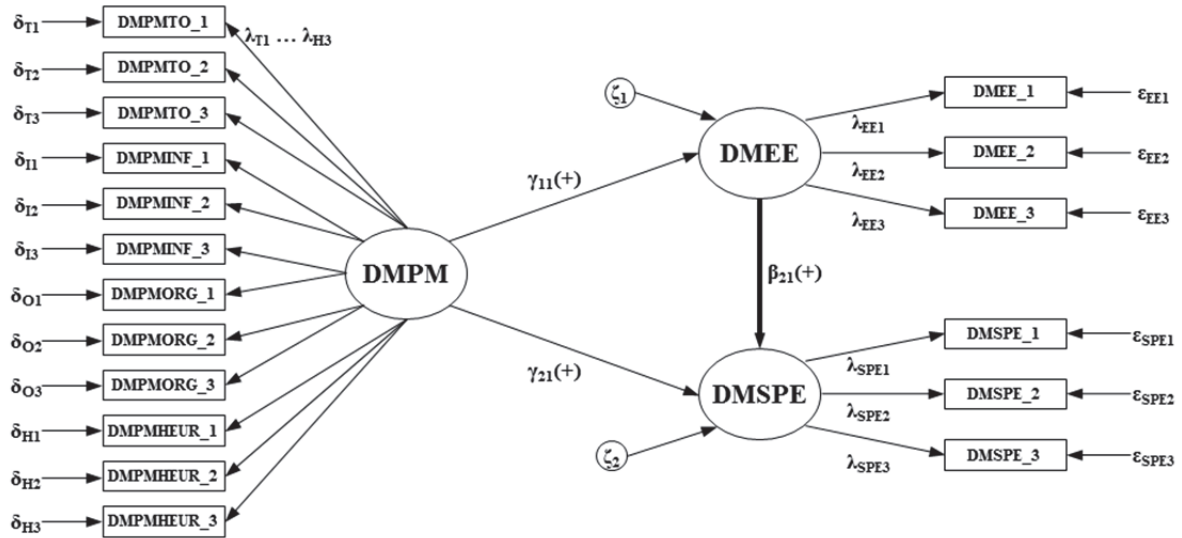 δT1 DMPMTO_1
δT2 DMPMTO_2
δT3 DMPMTO_3
δI1 DMPMINF_1
δI2 DMPMINF_2
δI3 DMPMINF_3
δO1 DMPMORG_1
δO2 DMPMORG_2
δO3 DMPMORG_3
δH1 DMPMHEUR_1
δH2 DMPMHEUR_2
δH3 DMPMHEUR_3
λT1 … λH3
DMPM
γ11(+)
γ21(+)
ζ1
DMEE
β21(+)
DMSPE
ζ2
λEE1
λEE2
λEE3
DMEE_1 εEE1
DMEE_2 εEE2
DMEE_3 εEE3
λSPE1
λSPE2
λSPE3
DMSPE_1 εSPE1
DMSPE_2 εSPE2
DMSPE_3 εSPE3